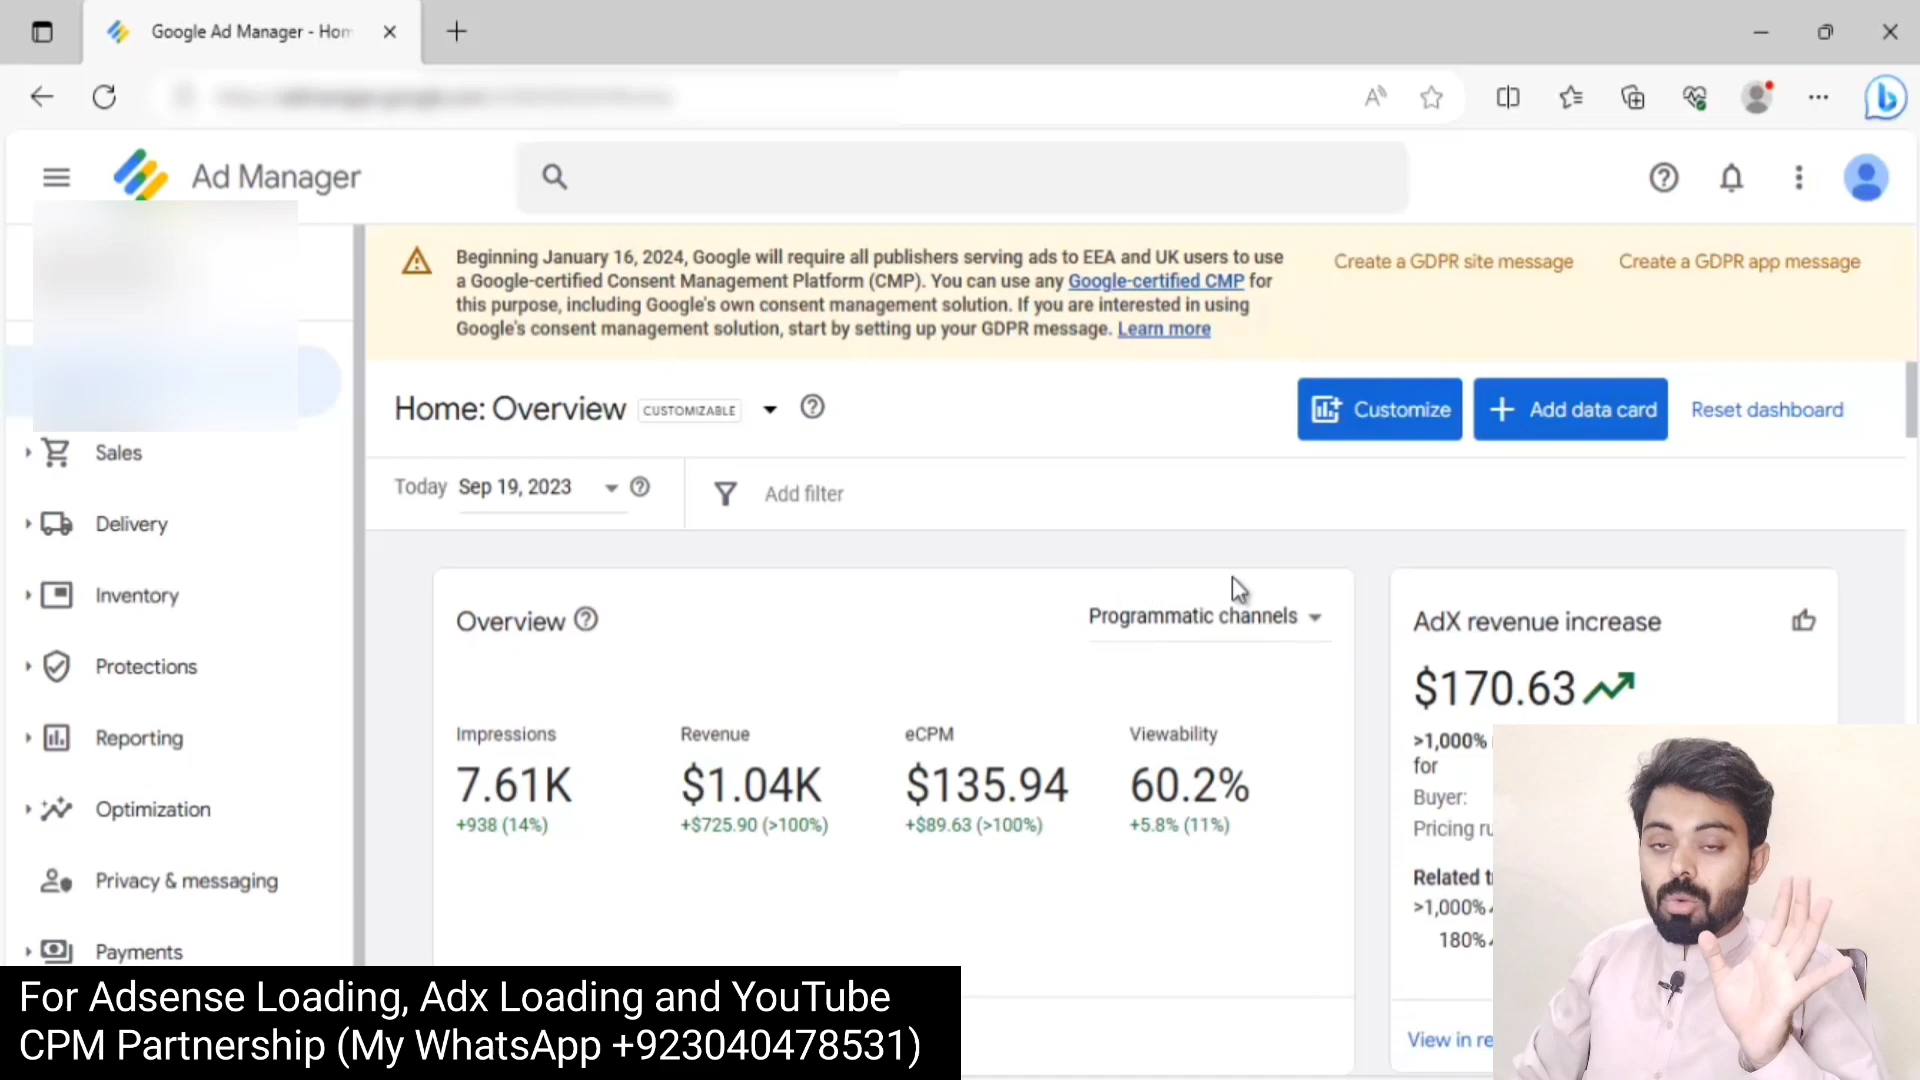 Google Ad Manager - Hom
Ad Manager
Beginning January 16, 2024, Google will require all publishers serving ads to EEA and UK users to use
a Google-certified Consent Management Platform (CMP). You can use any Google-certified CMP for
this purpose, including Google's own consent management solution. If you are interested in using
Google's consent management solution, start by setting up your GDPR message. Learn more
Create a GDPR site message
Create a GDPR app message
Home: Overview
CUSTOMIZABLE
Customize
Add data card
Reset dashboard
Today Sep 19, 2023
Add filter
Sales
Delivery
Inventory
Protections
Reporting
Optimization
Privacy & messaging
Payments
Overview
Programmatic channels
Impressions
7.61K
+938 (14%)
Revenue
$1.04K
+$725.90 (>100%)
eCPM
$135.94
+$89.63 (>100%)
Viewability
60.2%
+5.8% (11%)
AdX revenue increase
$170.63
>1,000%
for
Buyer:
Pricing ru
Related t
>1,000%
180%
View in re
For Adsense Loading, Adx Loading and YouTube
CPM Partnership (My WhatsApp +923040478531)